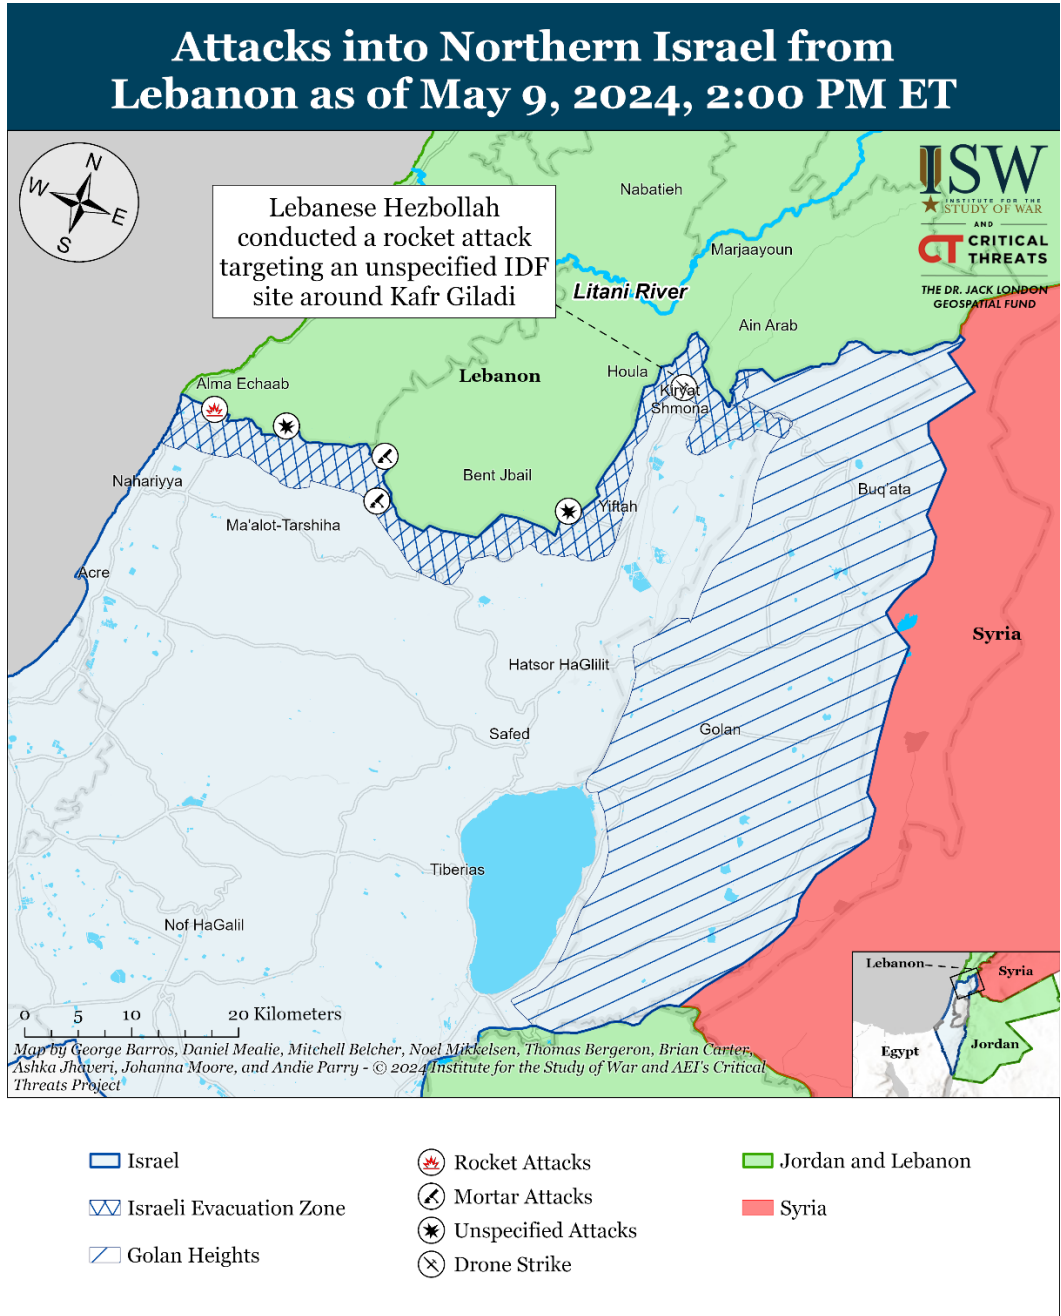 Attacks into Northern Israel from
Lebanon as of May 9, 2024, 2:00 PM ET
N
W
E
S
Lebanese Hezbollah
conducted a rocket attack
targeting an unspecified IDF
site around Kafr Giladi
ISW
INSTITUTE FOR THE
STUDY OF WAR
AND
CT CRITICAL
THREATS
THE DR. JACK LONDON
GEOSPATIAL FUND
Nabatieh
Marjaayoun
Litani River
Ain Arab
Houla
Lebanon
Alma Echaab
Kiryat
Shmona
Bent Jbail
Nahariyya
Buq'ata
Yiftah
Ma'alot-Tarshiha
Acre
Syria
Hatsor HaGlilit
Safed
Golan
Tiberias
Nof HaGalil
Lebanon
Syria
Egypt
Jordan
0 5 10 20 Kilometers
Map by George Barros, Daniel Mealie, Mitchell Belcher, Noel Mikkelsen, Thomas Bergeron, Brian Carter,
Ashka Jhaveri, Johanna Moore, and Andie Parry - © 2024 Institute for the Study of War and AEI's Critical
Threats Project
Israel
Israeli Evacuation Zone
Golan Heights
Rocket Attacks
Mortar Attacks
Unspecified Attacks
Drone Strike
Jordan and Lebanon
Syria